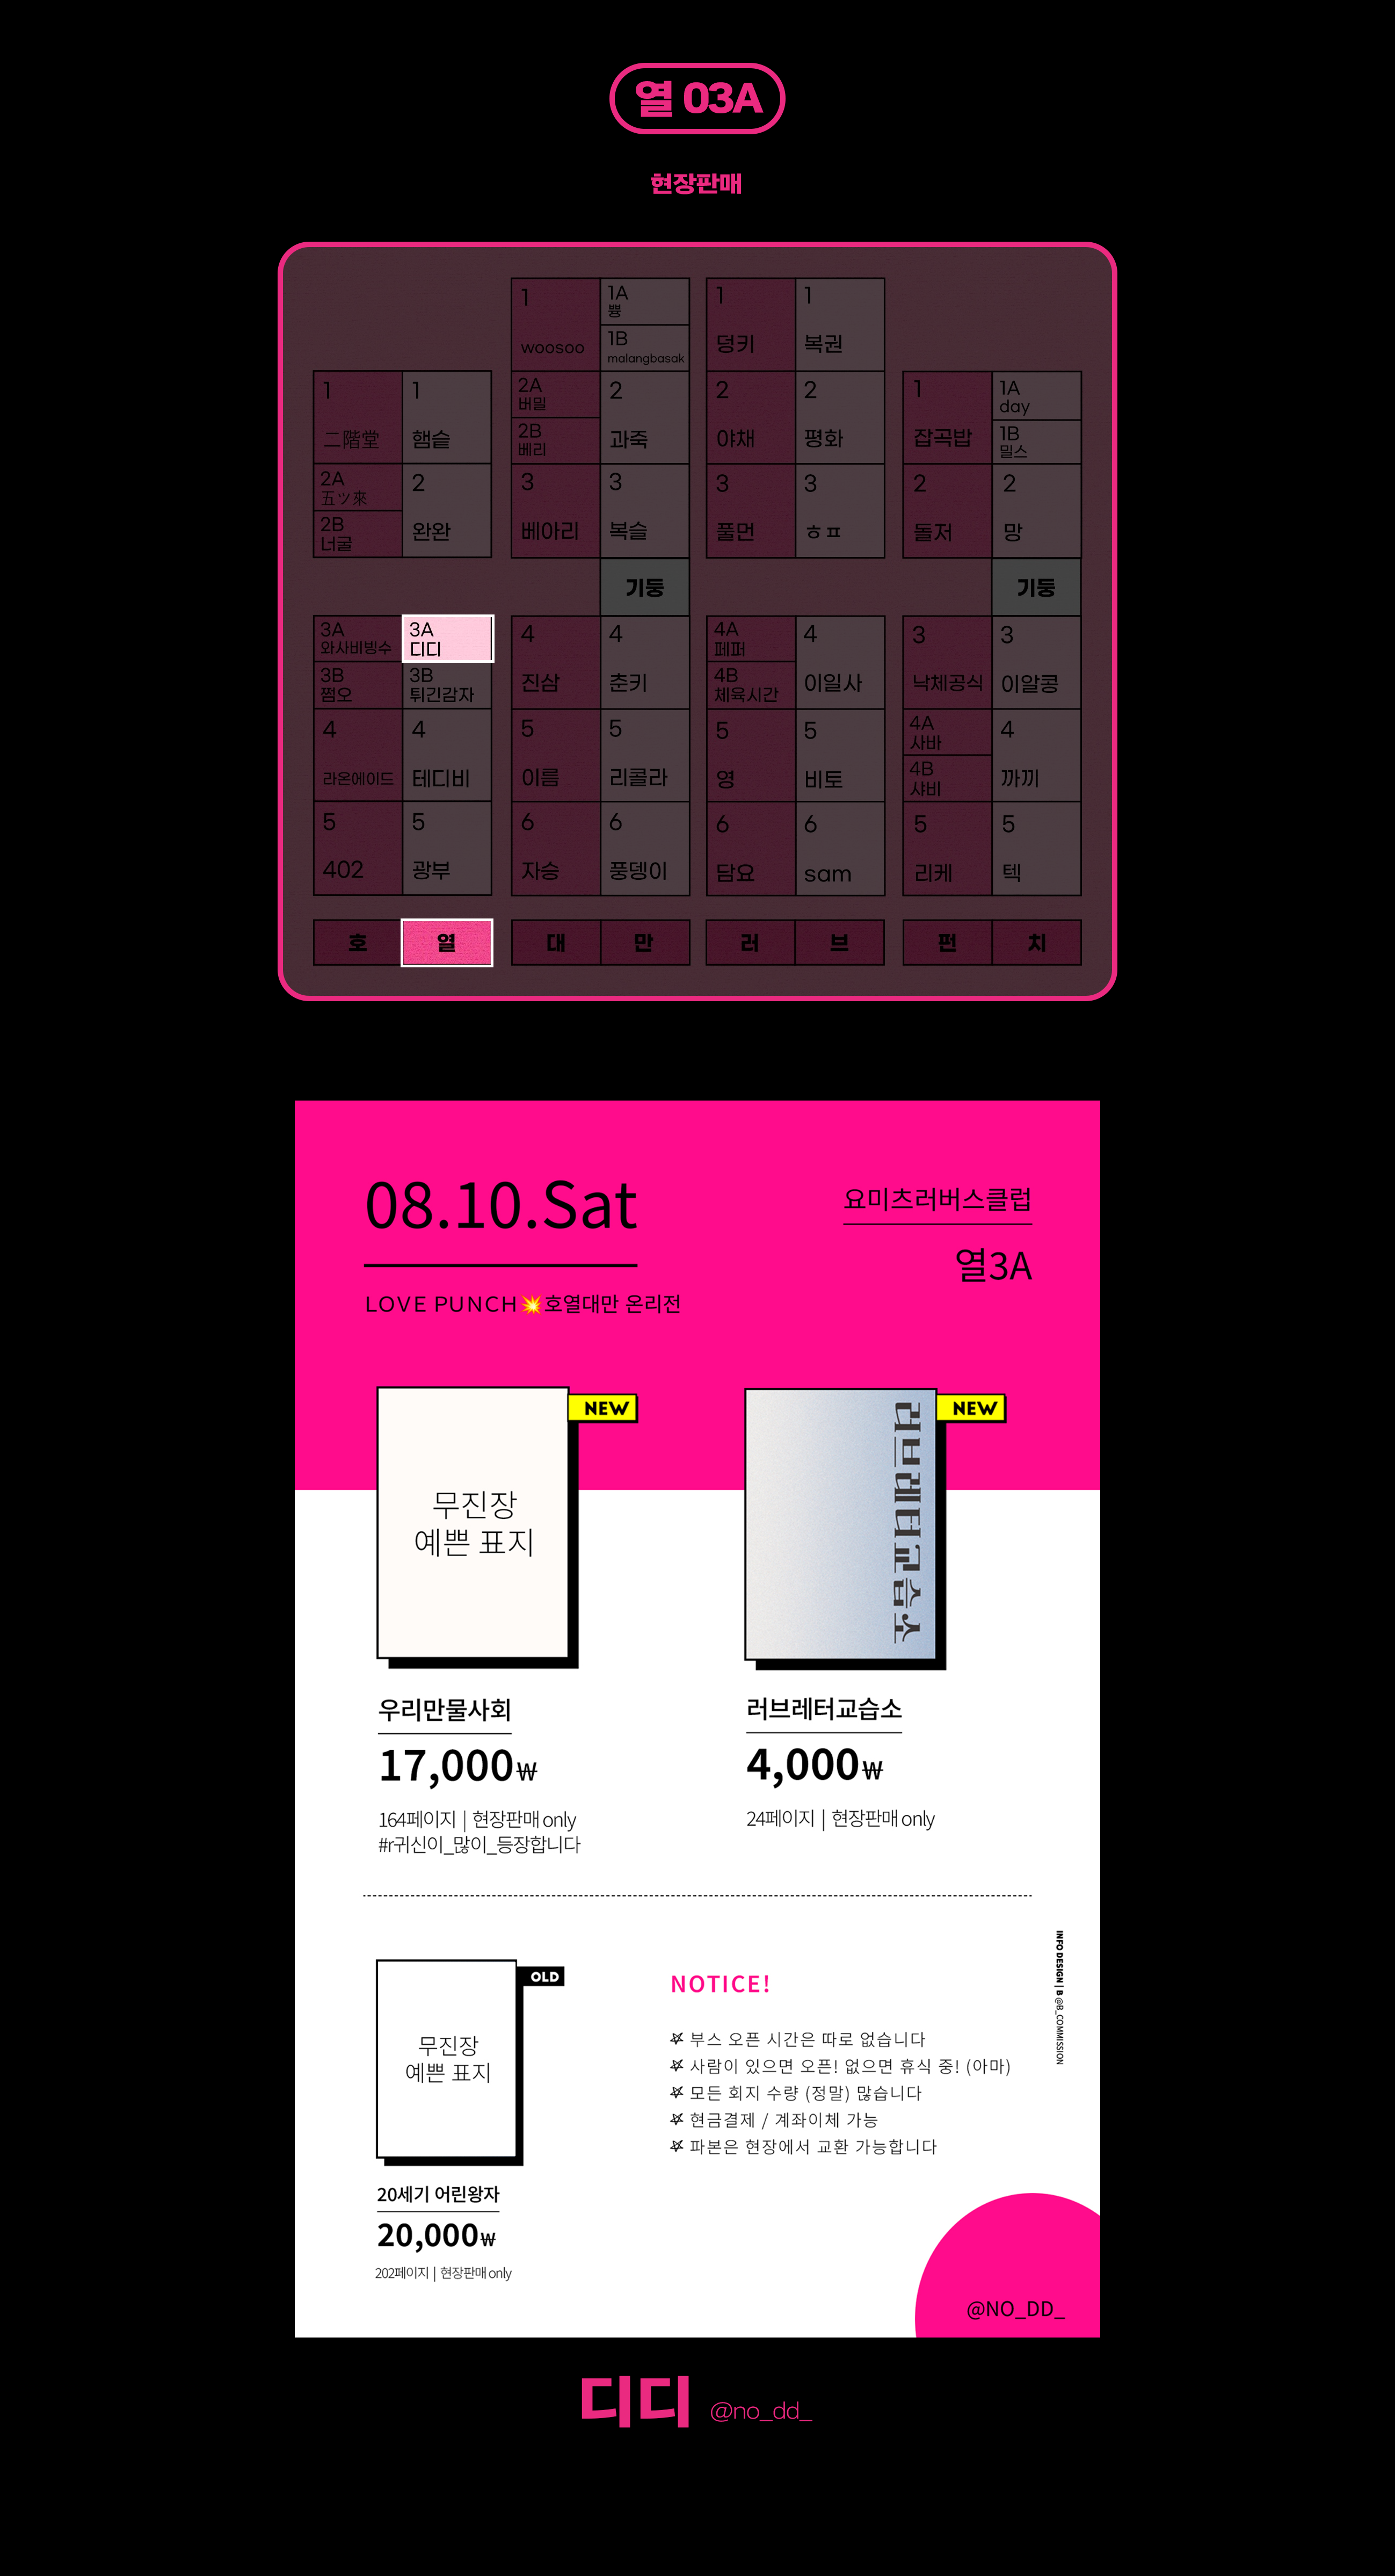 열 03A
현장판매
1
woosoo
1A
쁑
1B
malangbasak
1
덩키
1
복권
1
二階堂
1
햄슽
2A
버밀
2B
베리
2
과죽
2
야채
2
평화
1
잡곡밥
1A
day
1B
밀스
2A
五ツ來
2B
너굴
2
완완
3
베아리
3
복슬
3
풀먼
3
ㅎㅍ
2
돌저
2
망
기둥
기둥
3A
와사비빙수
3B
쩜오
3A
디디
3B
튀긴감자
4
진삼
4
춘키
4A
페퍼
4B
체육시간
4
이일사
3
낙체공식
3
이알콩
4
라온에이드
4
테디비
5
이름
5
리콜라
5
영
5
비토
4A
사바
4B
샤비
4
까끼
5
402
5
광부
6
자승
6
풍뎅이
6
담요
6
sam
5
리케
5
텍
호
열
대
만
러
브
펀
치
08.10.Sat
요미츠러버스클럽
열3A
LOVE PUNCH💥호열대만 온리전
NEW
무진장
예쁜 표지
NEW
러브레터교습소
우리만물사회
17,000₩
164페이지 | 현장판매 only
#r귀신이_많이_등장합니다
러브레터교습소
4,000₩
24페이지 | 현장판매 only
OLD
무진장
예쁜 표지
20세기 어린왕자
20,000₩
202페이지 | 현장판매 only
NOTICE!
부스 오픈 시간은 따로 없습니다
사람이 있으면 오픈! 없으면 휴식 중! (아마)
모든 회지 수량 (정말) 많습니다
현금결제 / 계좌이체 가능
파본은 현장에서 교환 가능합니다
INFO DESIGN | B @B_COMMISSION
@NO_DD_
디디 @no_dd_